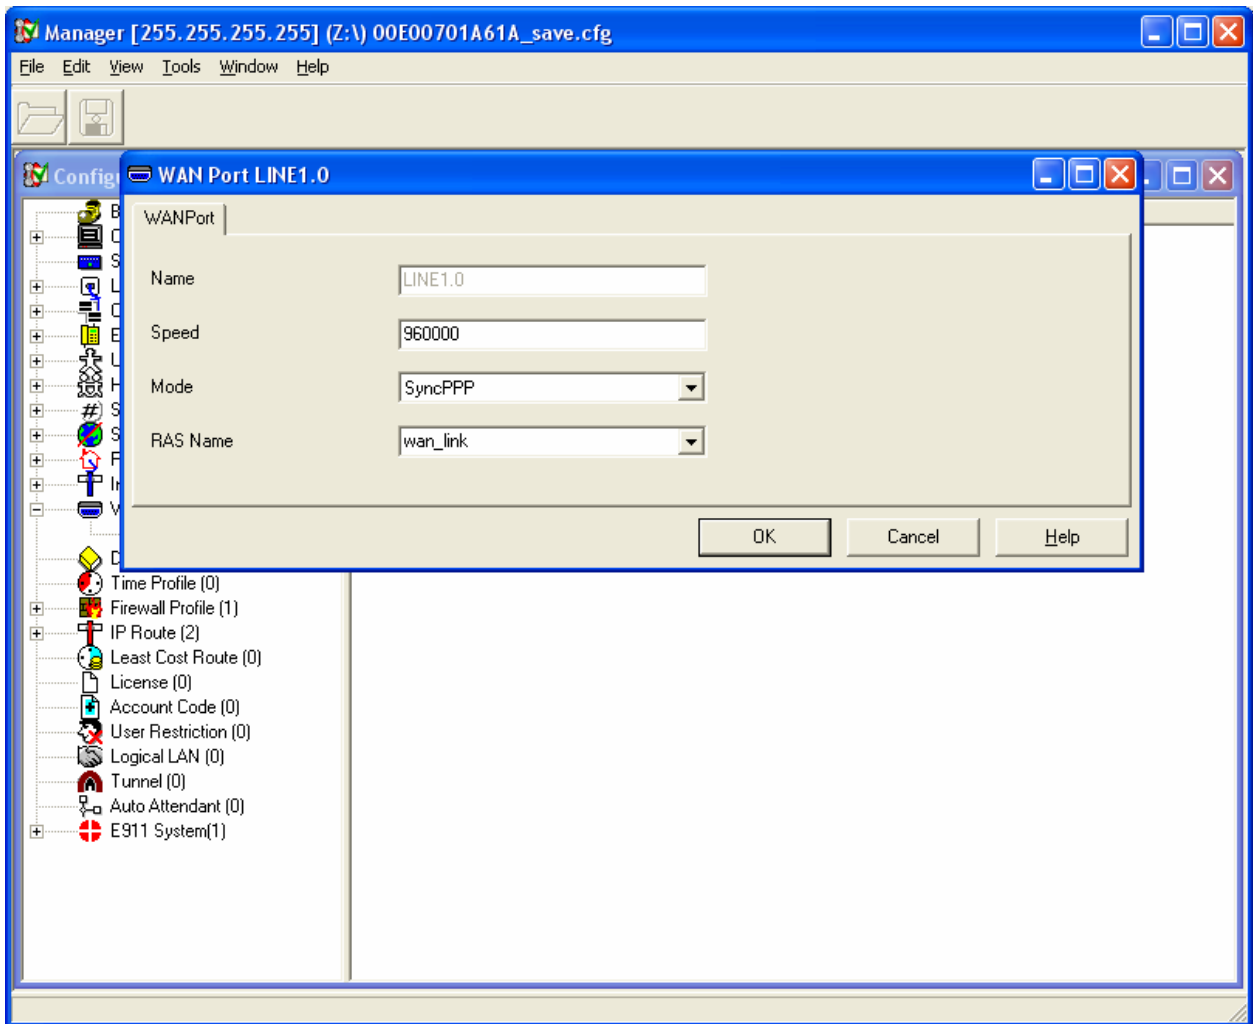 Manager [255.255.255.255] (Z:\) 00E00701A61A_save.cfg
File Edit View Tools Window Help
WAN Port LINE1.0
WANPort
Name LINE1.0
Speed 960000
Mode SyncPPP
RAS Name wan_link
OK Cancel Help
Time Profile (0)
Firewall Profile (1)
IP Route (2)
Least Cost Route (0)
License (0)
Account Code (0)
User Restriction (0)
Logical LAN (0)
Tunnel (0)
Auto Attendant (0)
E911 System(1)